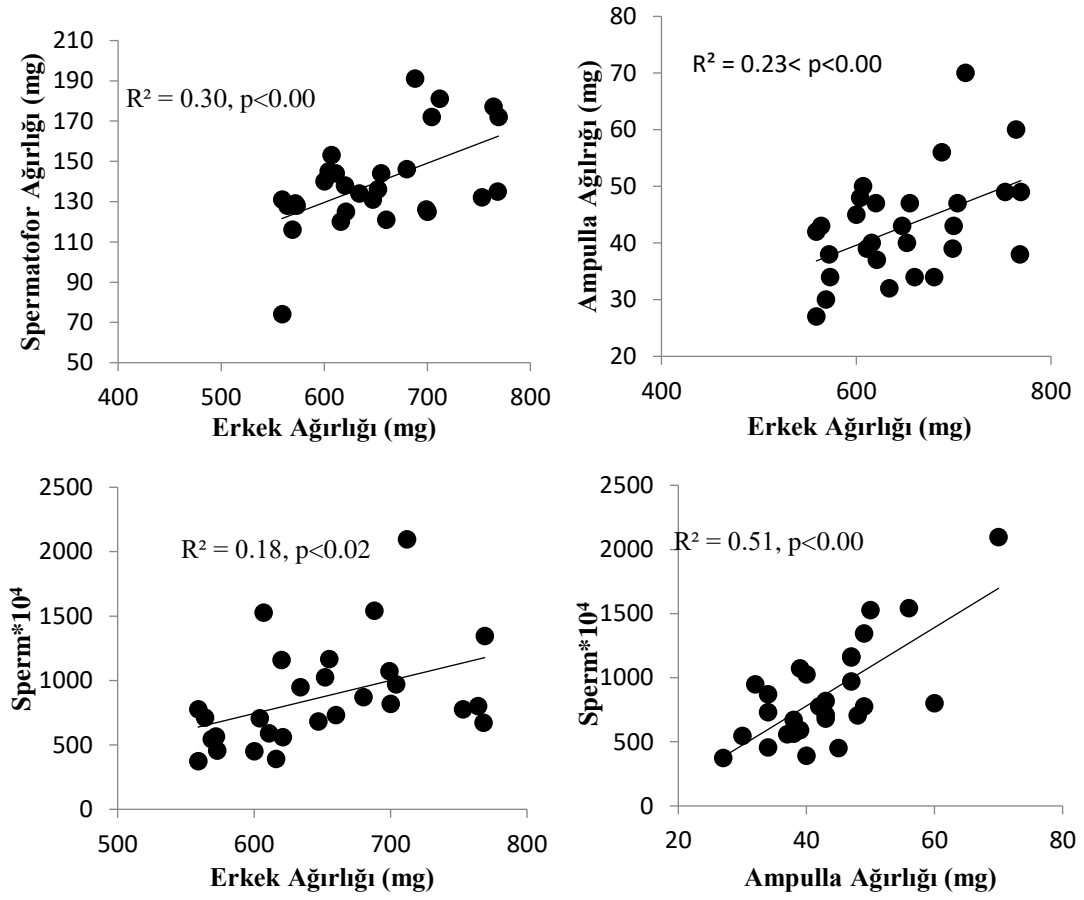 210
190
170
150
130
110
90
70
50
400 500 600 700 800
Spermatofor Ağırlığı (mg)
R² = 0.30, p<0.00
Erkek Ağırlığı (mg)
80
70
60
50
40
30
20
400 600 800
Ampulla Ağılrığı (mg)
R² = 0.23< p<0.00
Erkek Ağırlığı (mg)
2500
2000
1500
1000
500
0
500 600 700 800
Sperm*10⁴
R² = 0.18, p<0.02
Erkek Ağırlığı (mg)
2500
2000
1500
1000
500
0
20 40 60 80
Sperm*10⁴
R² = 0.51, p<0.00
Ampulla Ağırlığı (mg)